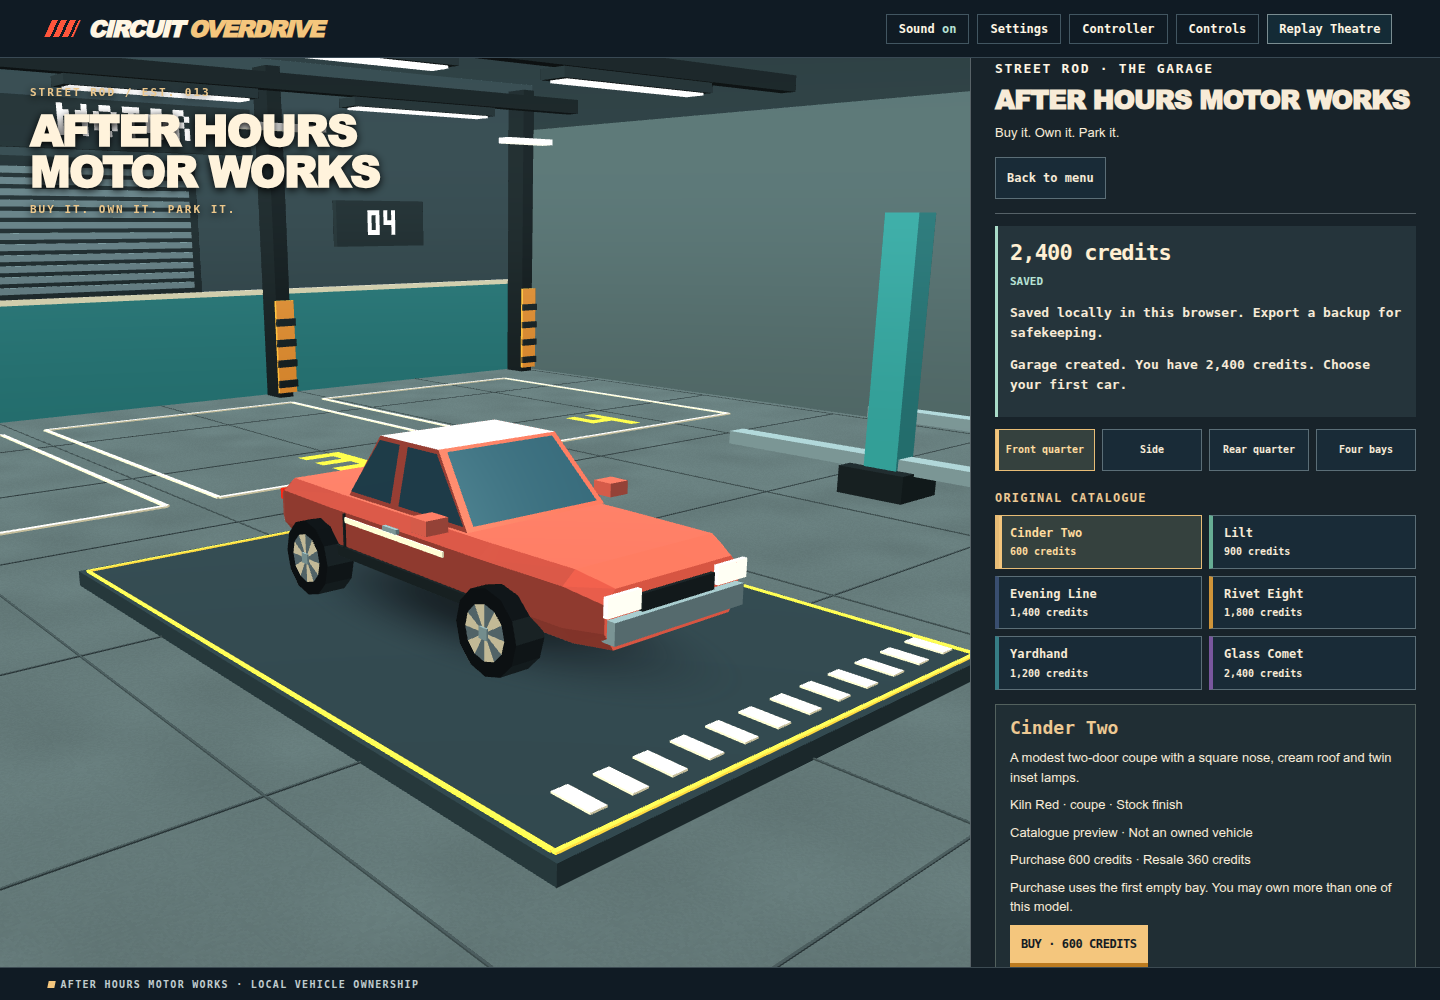 CIRCUIT OVERDRIVE
Sound on
Settings
Controller
Controls
Replay Theatre
STREET ROD / EST. 013
AFTER HOURS
MOTOR WORKS
BUY IT. OWN IT. PARK IT.
04
3
4
STREET ROD · THE GARAGE
AFTER HOURS MOTOR WORKS
Buy it. Own it. Park it.
Back to menu
2,400 credits
SAVED
Saved locally in this browser. Export a backup for
safekeeping.
Garage created. You have 2,400 credits. Choose
your first car.
Front quarter
Side
Rear quarter
Four bays
ORIGINAL CATALOGUE
Cinder Two
600 credits
Lilt
900 credits
Evening Line
1,400 credits
Rivet Eight
1,800 credits
Yardhand
1,200 credits
Glass Comet
2,400 credits
Cinder Two
A modest two-door coupe with a square nose, cream roof and twin
inset lamps.
Kiln Red · coupe · Stock finish
Catalogue preview · Not an owned vehicle
Purchase 600 credits · Resale 360 credits
Purchase uses the first empty bay. You may own more than one of
this model.
BUY · 600 CREDITS
AFTER HOURS MOTOR WORKS · LOCAL VEHICLE OWNERSHIP